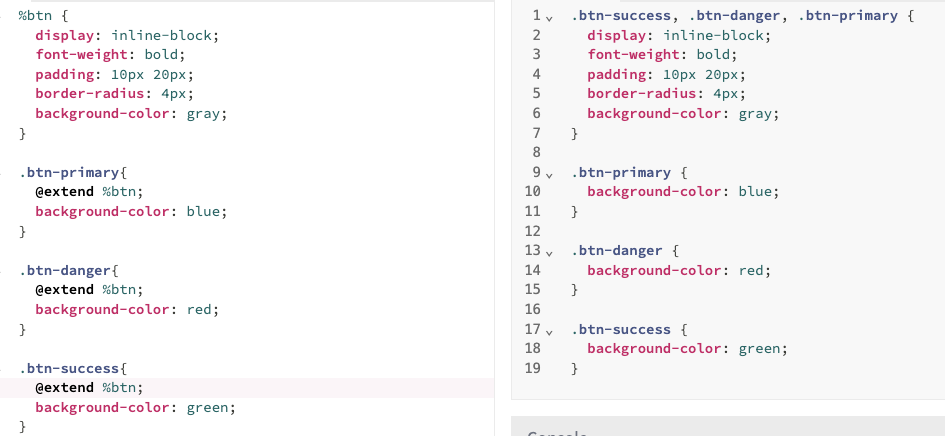 %btn {
  display: inline-block;
  font-weight: bold;
  padding: 10px 20px;
  border-radius: 4px;
  background-color: gray;
}

.btn-primary{
  @extend %btn;
  background-color: blue;
}

.btn-danger{
  @extend %btn;
  background-color: red;
}

.btn-success{
  @extend %btn;
  background-color: green;
}

1 .btn-success, .btn-danger, .btn-primary {
2   display: inline-block;
3   font-weight: bold;
4   padding: 10px 20px;
5   border-radius: 4px;
6   background-color: gray;
7 }
8
9 .btn-primary {
10   background-color: blue;
11 }
12
13 .btn-danger {
14   background-color: red;
15 }
16
17 .btn-success {
18   background-color: green;
19 }
Console